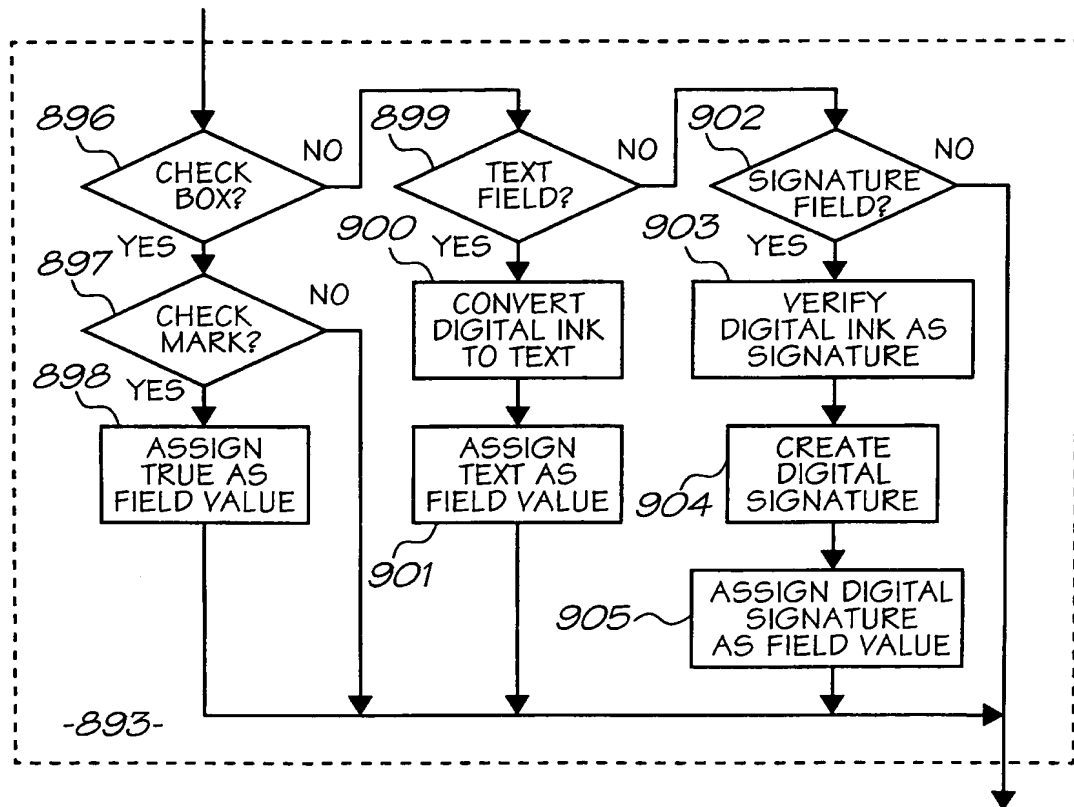 896
CHECK
BOX?
NO
YES
897
CHECK
MARK?
NO
YES
898
ASSIGN
TRUE AS
FIELD VALUE
899
TEXT
FIELD?
NO
YES
900
CONVERT
DIGITAL INK
TO TEXT
ASSIGN
TEXT AS
FIELD VALUE
901
902
SIGNATURE
FIELD?
NO
YES
903
VERIFY
DIGITAL INK AS
SIGNATURE
CREATE
DIGITAL
SIGNATURE
904
ASSIGN DIGITAL
SIGNATURE
AS FIELD VALUE
905
-893-